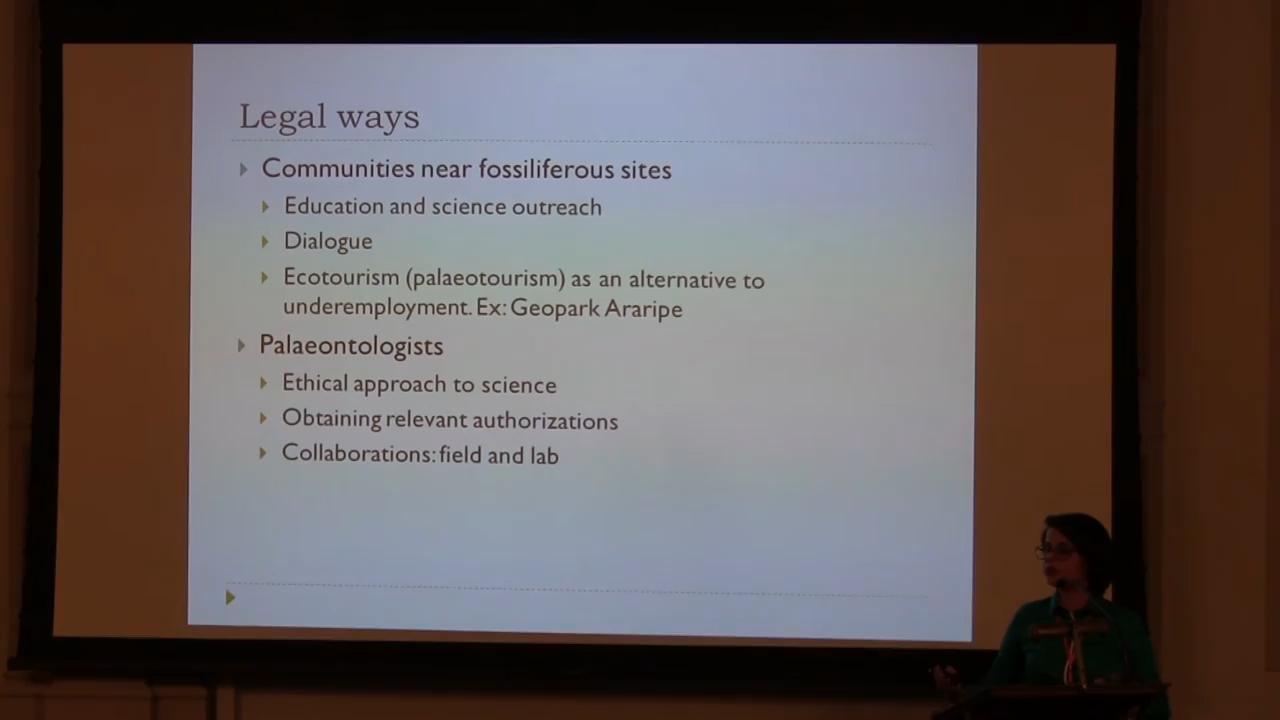 Legal ways
Communities near fossiliferous sites
Education and science outreach
Dialogue
Ecotourism (palaeotourism) as an alternative to
underemployment. Ex: Geopark Araripe
Palaeontologists
Ethical approach to science
Obtaining relevant authorizations
Collaborations: field and lab